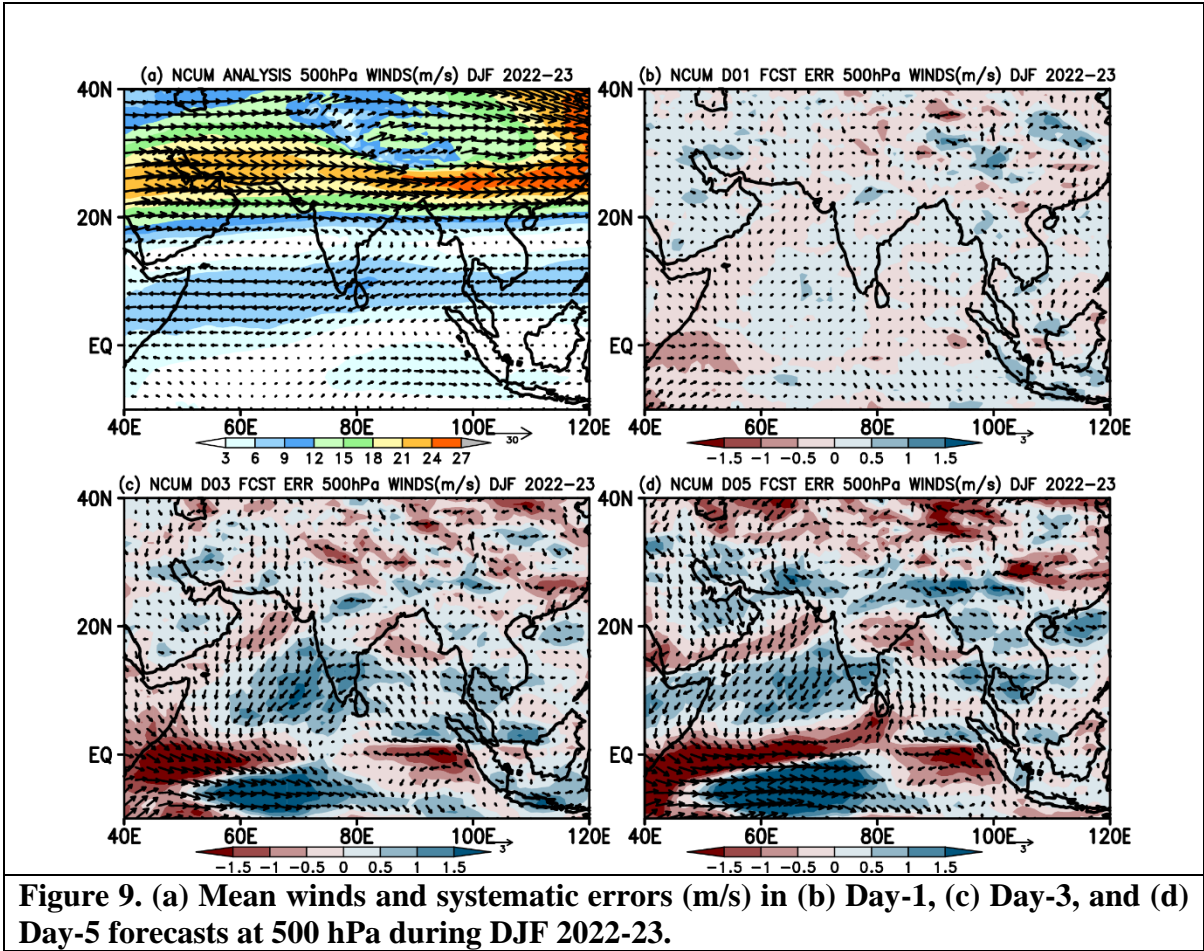 (a) NCUM ANALYSIS 500hPa WINDS(m/s) DJF 2022-23
40N
20N
EQ
40E 60E 80E 100E 120E
30
3 6 9 12 15 18 21 24 27
(b) NCUM D01 FCST ERR 500hPa WINDS(m/s) DJF 2022-23
40N
20N
EQ
40E 60E 80E 100E 120E
3
−1.5 −1 −0.5 0 0.5 1 1.5
(c) NCUM D03 FCST ERR 500hPa WINDS(m/s) DJF 2022-23
40N
20N
EQ
40E 60E 80E 100E 120E
3
−1.5 −1 −0.5 0 0.5 1 1.5
(d) NCUM D05 FCST ERR 500hPa WINDS(m/s) DJF 2022-23
40N
20N
EQ
40E 60E 80E 100E 120E
3
−1.5 −1 −0.5 0 0.5 1 1.5
Figure 9. (a) Mean winds and systematic errors (m/s) in (b) Day-1, (c) Day-3, and (d)
Day-5 forecasts at 500 hPa during DJF 2022-23.